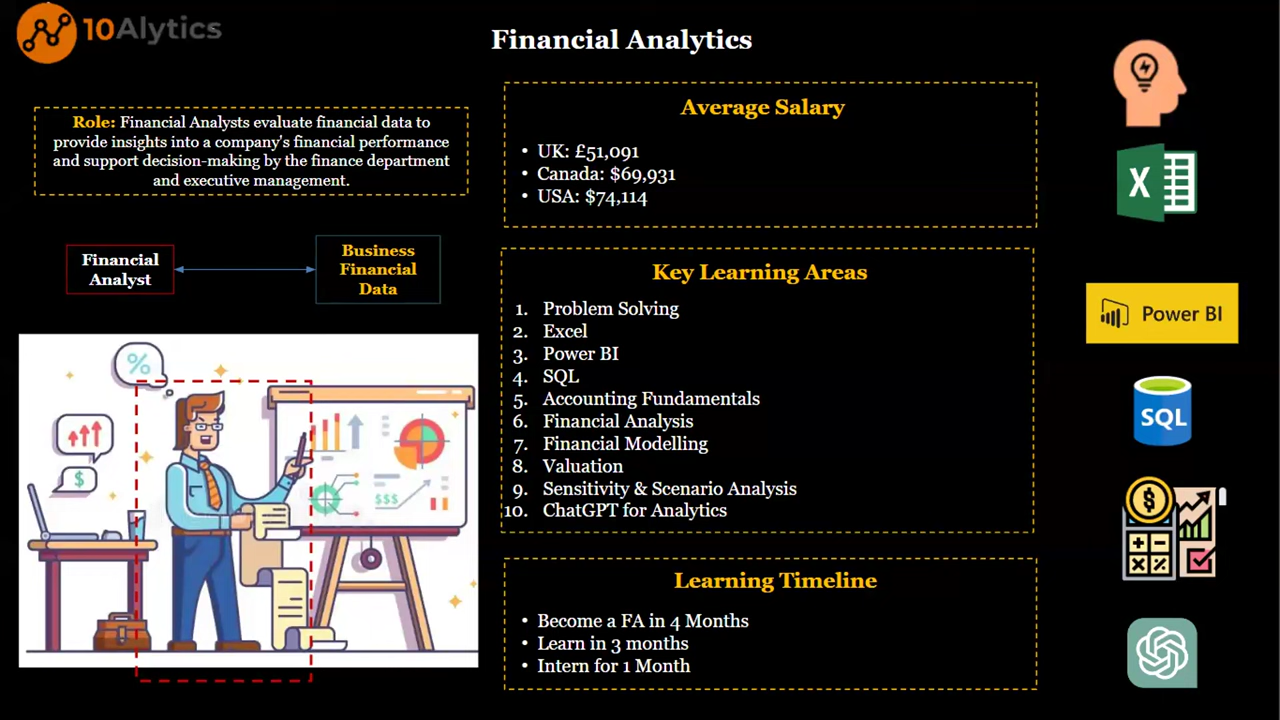 10Alytics
Financial Analytics
Role: Financial Analysts evaluate financial data to
provide insights into a company's financial performance
and support decision-making by the finance department
and executive management.
Financial
Analyst
Business
Financial
Data
%
$
$$$
Average Salary
• UK: £51,091
• Canada: $69,931
• USA: $74,114
Key Learning Areas
1. Problem Solving
2. Excel
3. Power BI
4. SQL
5. Accounting Fundamentals
6. Financial Analysis
7. Financial Modelling
8. Valuation
9. Sensitivity & Scenario Analysis
10. ChatGPT for Analytics
Learning Timeline
• Become a FA in 4 Months
• Learn in 3 months
• Intern for 1 Month
X
Power BI
SQL
$
+ −
× %